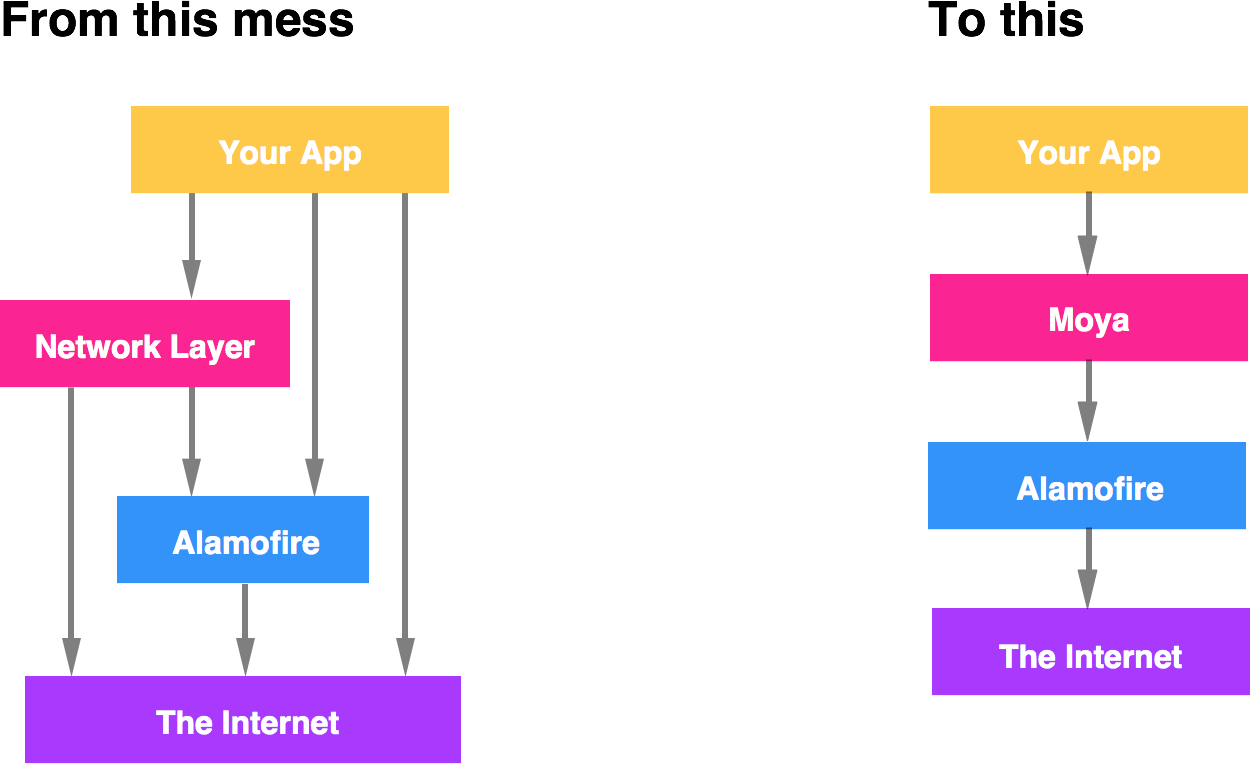 From this mess
Your App
Network Layer
Alamofire
The Internet
To this
Your App
Moya
Alamofire
The Internet